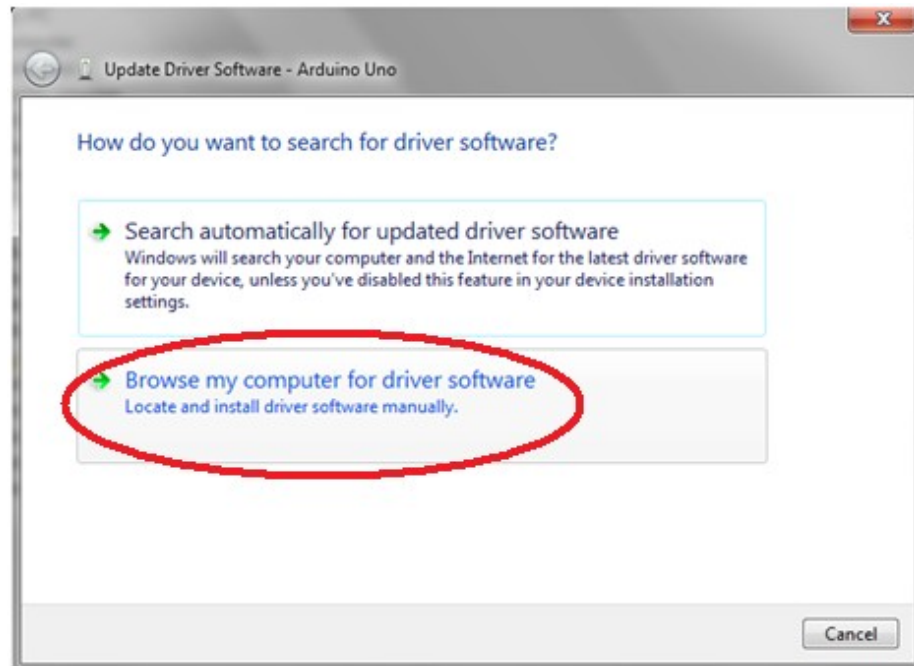 Update Driver Software - Arduino Uno
How do you want to search for driver software?
Search automatically for updated driver software
Windows will search your computer and the Internet for the latest driver software
for your device, unless you've disabled this feature in your device installation
settings.
Browse my computer for driver software
Locate and install driver software manually.
Cancel